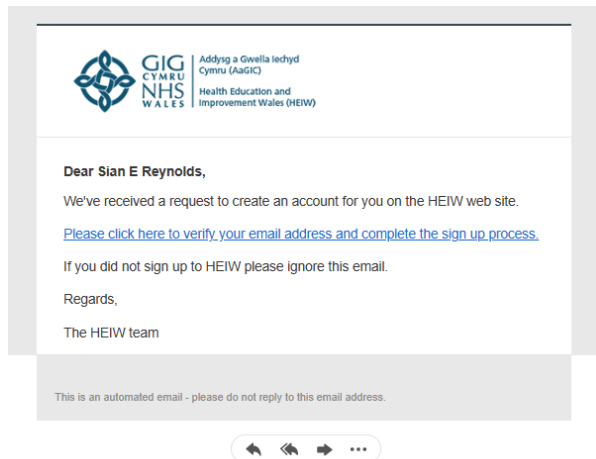 GIG
CYMRU
NHS
WALES
Addysg a Gwella Iechyd
Cymru (AaGIC)
Health Education and
Improvement Wales (HEIW)
Dear Sian E Reynolds,
We've received a request to create an account for you on the HEIW web site.
Please click here to verify your email address and complete the sign up process.
If you did not sign up to HEIW please ignore this email.
Regards,
The HEIW team
This is an automated email - please do not reply to this email address.